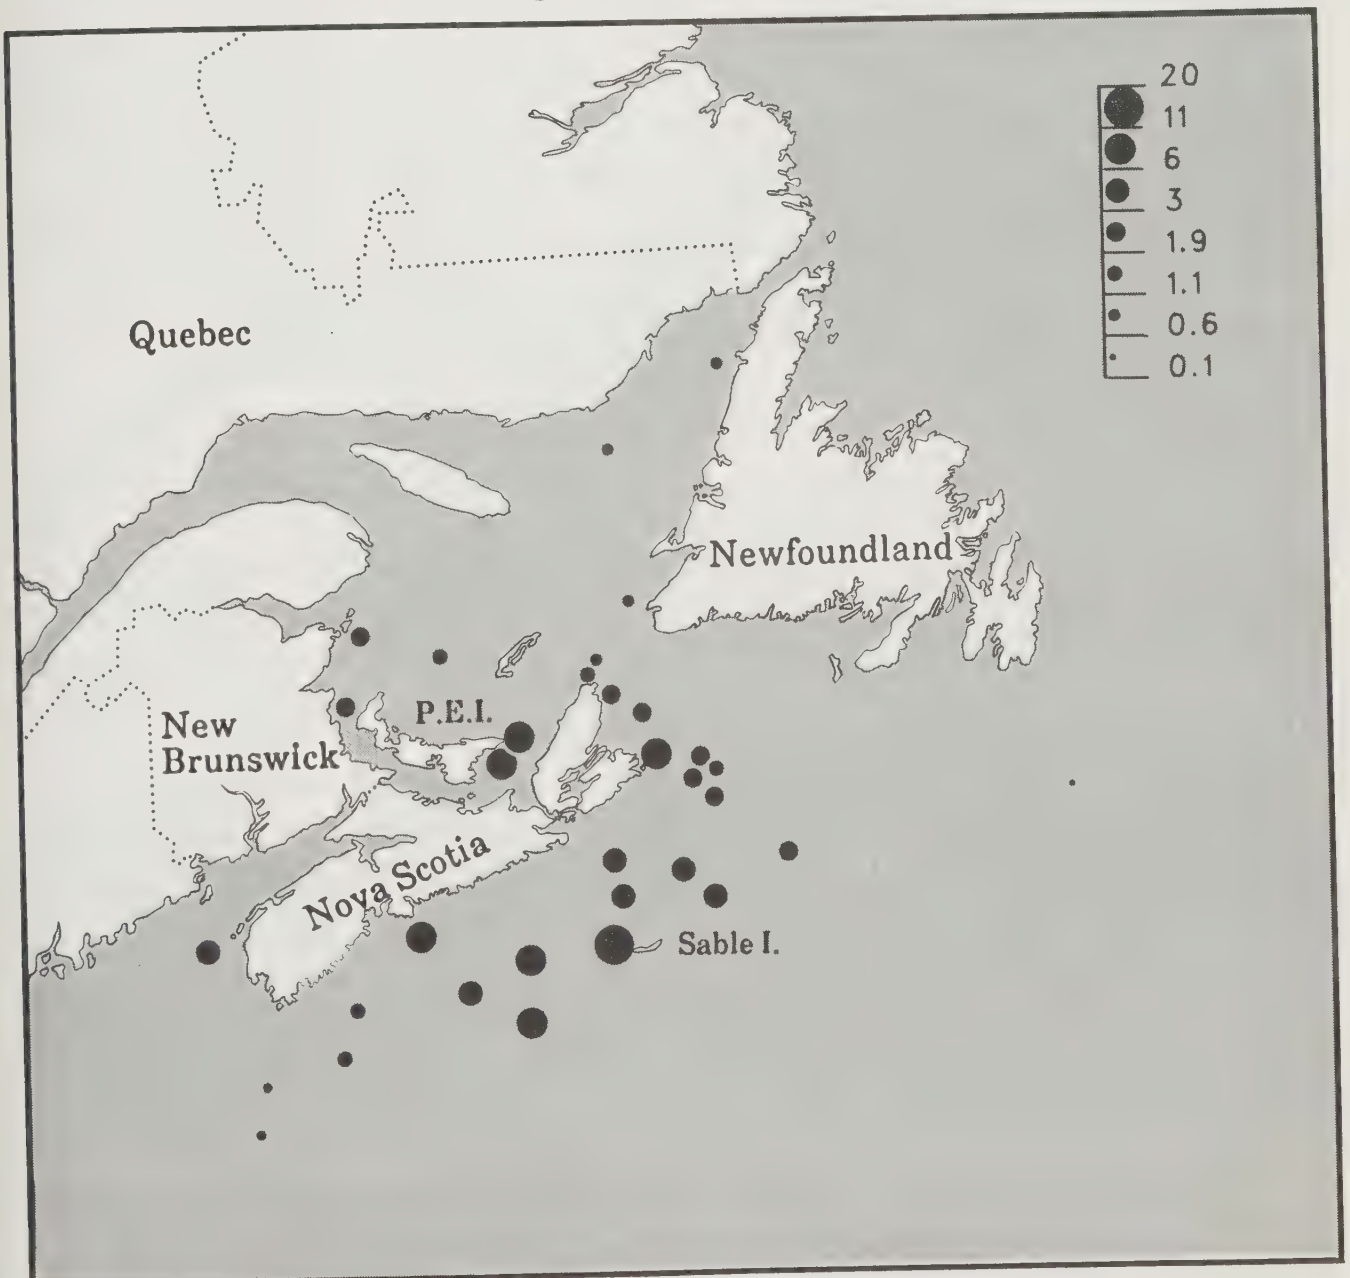 20
11
6
3
1.9
1.1
0.6
0.1
Quebec
Newfoundland
P.E.I.
New
Brunswick
Nova Scotia
Sable I.